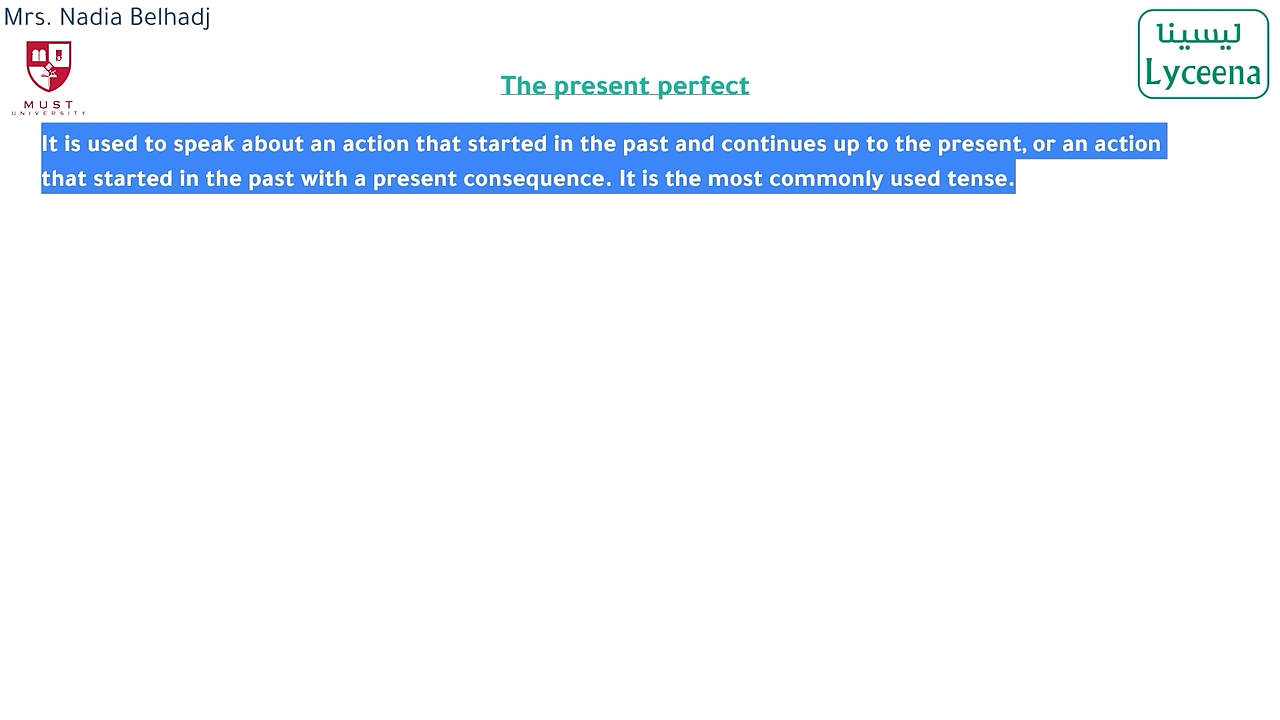 Mrs. Nadia Belhadj
MUST
UNIVERSITY
ليسينا
Lyceena
The present perfect
It is used to speak about an action that started in the past and continues up to the present, or an action
that started in the past with a present consequence. It is the most commonly used tense.